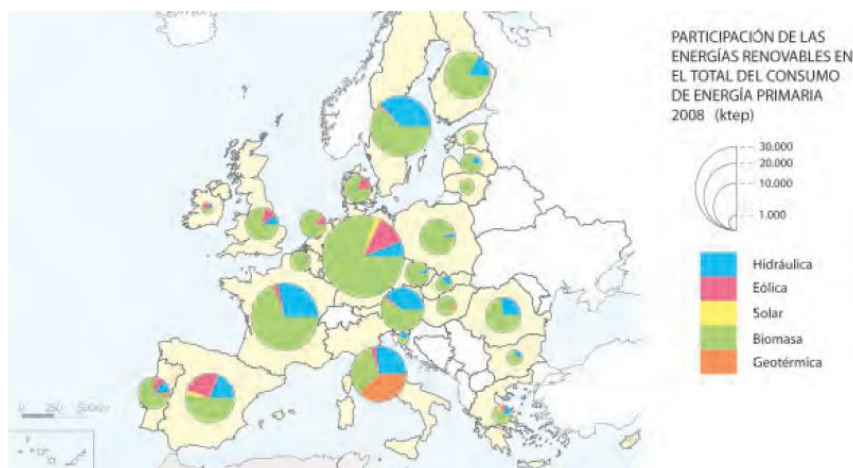 PARTICIPACIÓN DE LAS
ENERGÍAS RENOVABLES EN
EL TOTAL DEL CONSUMO
DE ENERGÍA PRIMARIA
2008 (ktep)
30.000
20.000
10.000
1.000
Hidráulica
Eólica
Solar
Biomasa
Geotérmica
0 250 500Km